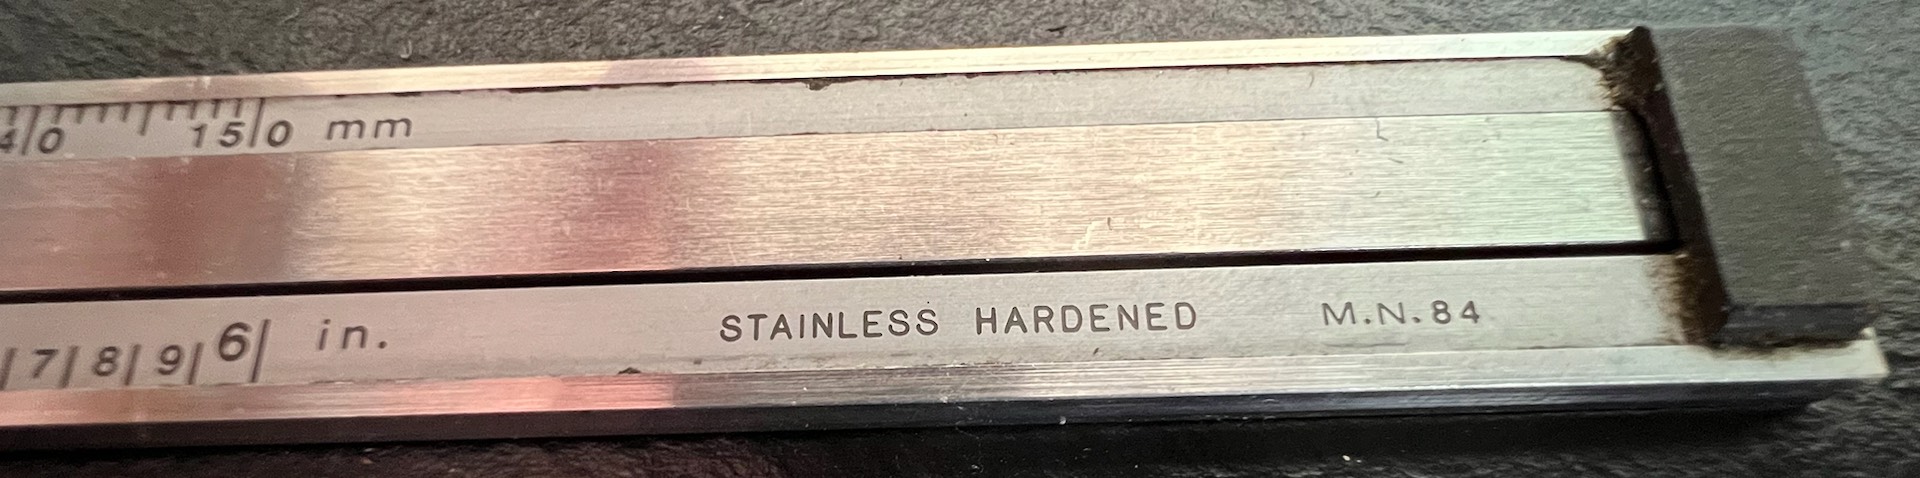 40 150 mm
7 8 9 6 in.
STAINLESS HARDENED M.N.84